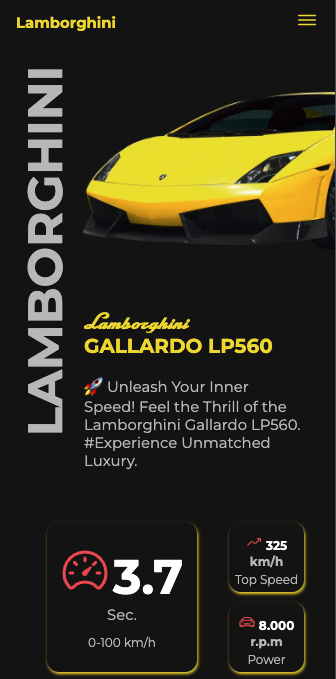 Lamborghini
LAMBORGHINI
Lamborghini
GALLARDO LP560
🚀 Unleash Your Inner
Speed! Feel the Thrill of the
Lamborghini Gallardo LP560.
#Experience Unmatched
Luxury.
3.7
Sec.
0-100 km/h
325
km/h
Top Speed
8.000
r.p.m
Power